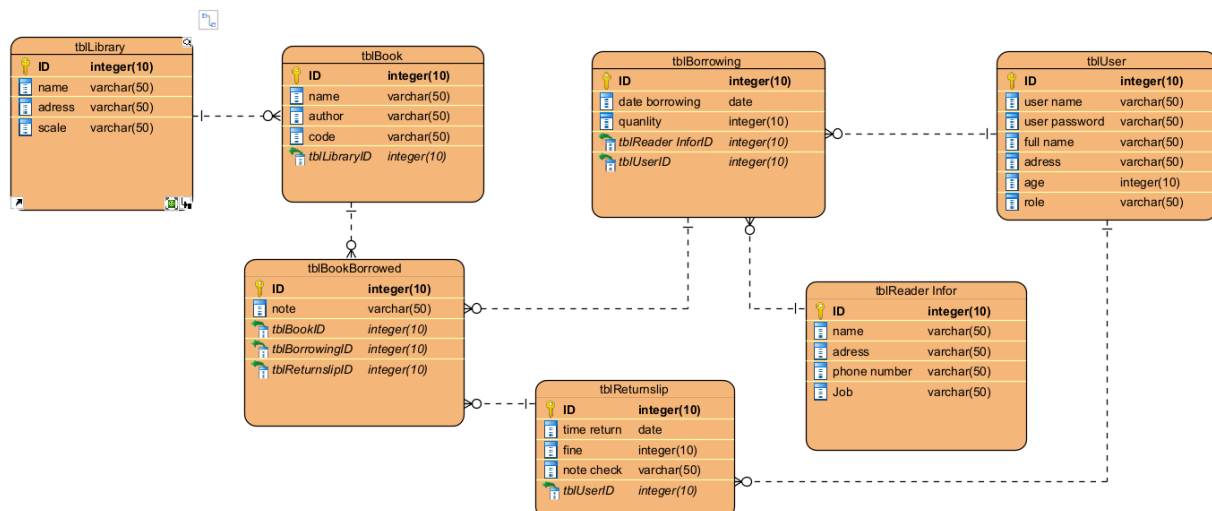 tblLibrary
ID integer(10)
name varchar(50)
adress varchar(50)
scale varchar(50)
tblBook
ID integer(10)
name varchar(50)
author varchar(50)
code varchar(50)
tblLibraryID integer(10)
tblBorrowing
ID integer(10)
date borrowing date
quanlity integer(10)
tblReader InforID integer(10)
tblUserID integer(10)
tblUser
ID integer(10)
user name varchar(50)
user password varchar(50)
full name varchar(50)
adress varchar(50)
age integer(10)
role varchar(50)
tblBookBorrowed
ID integer(10)
note varchar(50)
tblBookID integer(10)
tblBorrowingID integer(10)
tblReturnslipID integer(10)
tblReader Infor
ID integer(10)
name varchar(50)
adress varchar(50)
phone number varchar(50)
Job varchar(50)
tblReturnslip
ID integer(10)
time return date
fine integer(10)
note check varchar(50)
tblUserID integer(10)